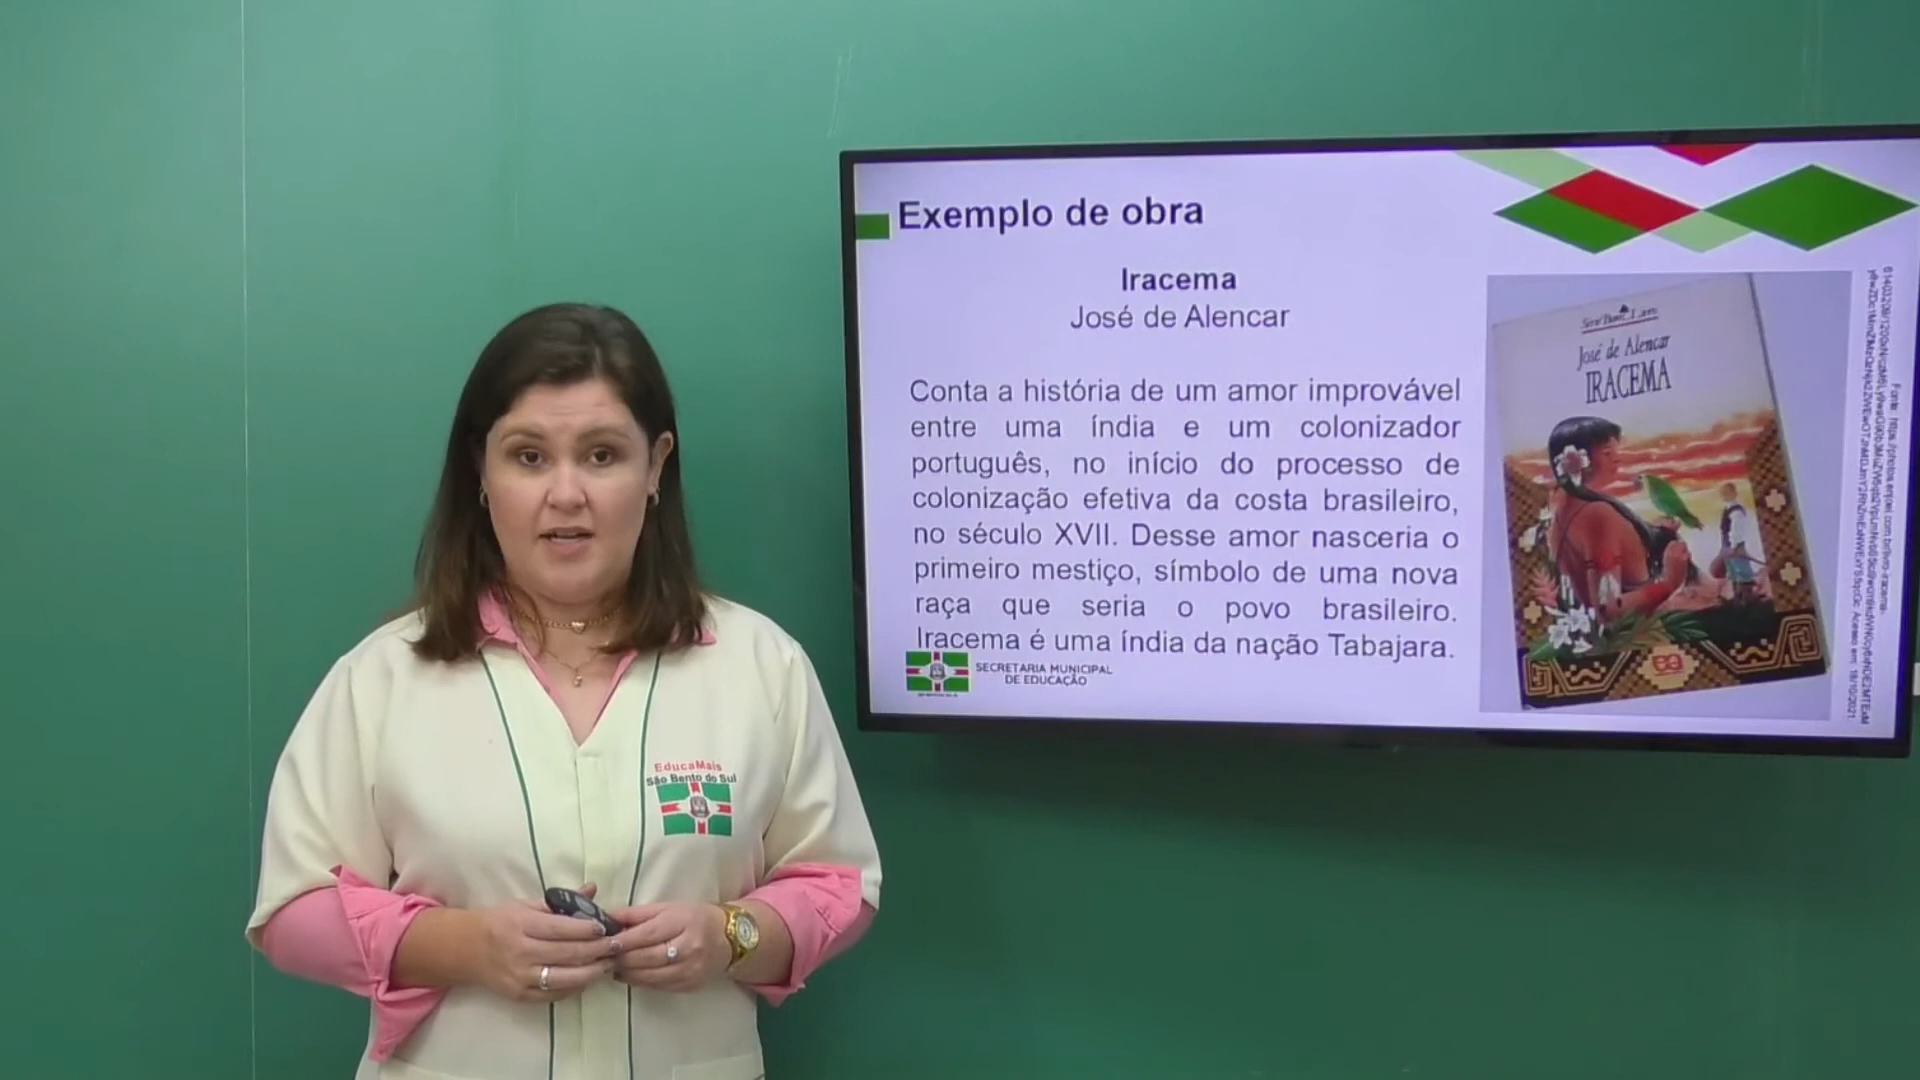 Exemplo de obra
Iracema
José de Alencar
Conta a história de um amor improvável
entre uma índia e um colonizador
português, no início do processo de
colonização efetiva da costa brasileiro,
no século XVII. Desse amor nasceria o
primeiro mestiço, símbolo de uma nova
raça que seria o povo brasileiro.
Iracema é uma índia da nação Tabajara.
SECRETARIA MUNICIPAL
DE EDUCAÇÃO
José de Alencar
IRACEMA
EducaMais
São Bento do Sul